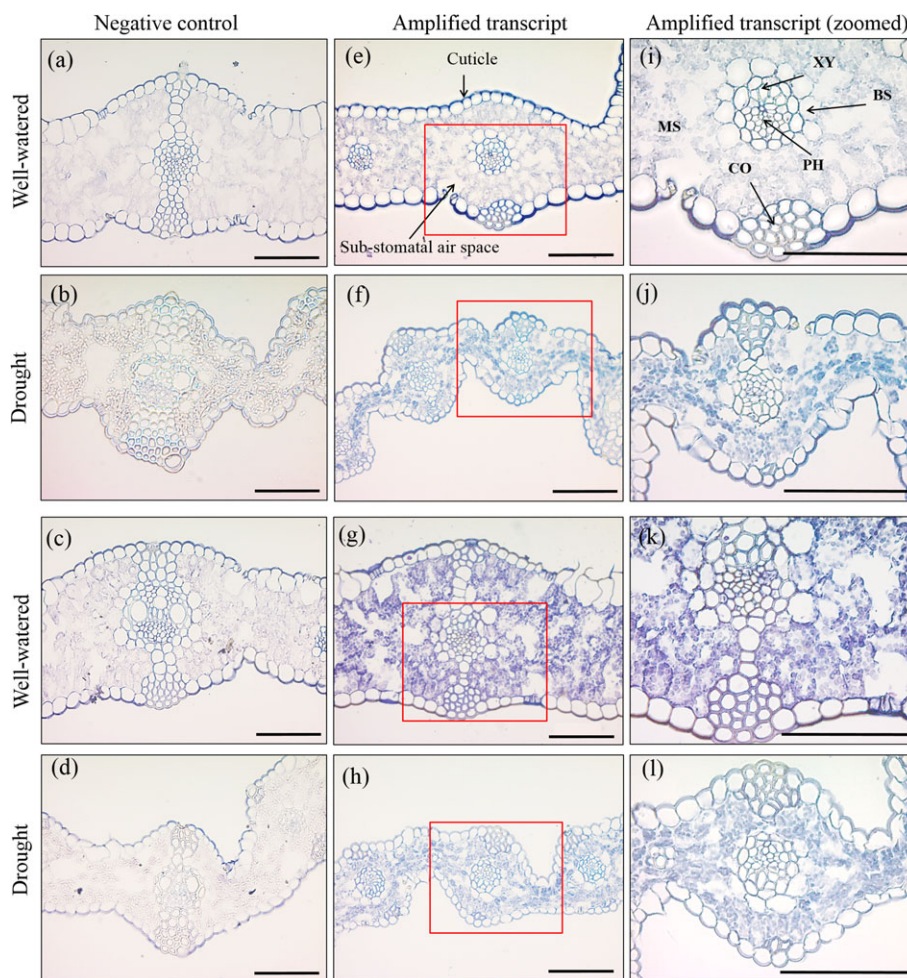 Negative control
Amplified transcript
Amplified transcript (zoomed)
Well-watered
(a)
(e)
Cuticle
Sub-stomatal air space
(i)
XY
BS
MS
PH
CO
Drought
(b)
(f)
(j)
Well-watered
(c)
(g)
(k)
Drought
(d)
(h)
(l)